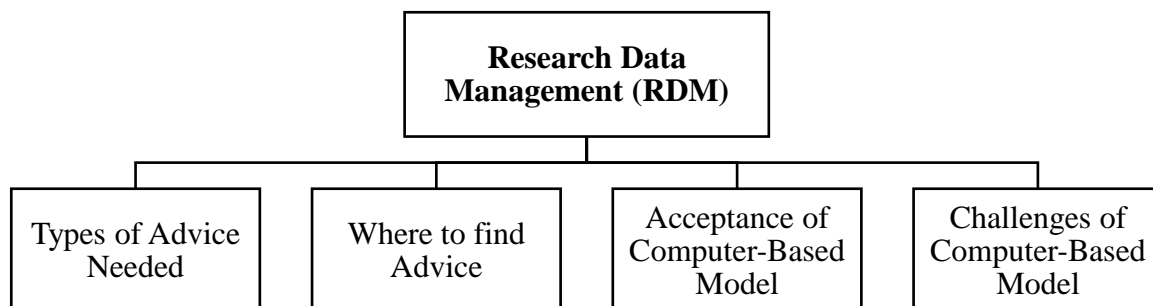 Research Data
Management (RDM)
Types of Advice
Needed
Where to find
Advice
Acceptance of
Computer-Based
Model
Challenges of
Computer-Based
Model